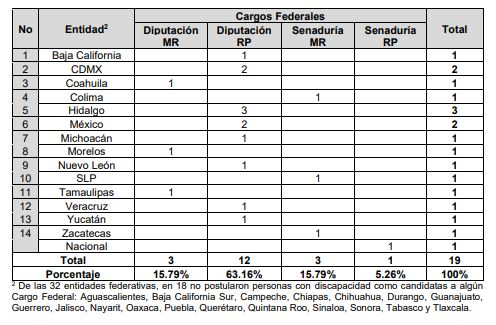 No Entidad² Cargos Federales Total
Diputación MR Diputación RP Senaduría MR Senaduría RP
1 Baja California 1 1
2 CDMX 2 2
3 Coahuila 1 1
4 Colima 1 1
5 Hidalgo 3 3
6 México 2 2
7 Michoacán 1 1
8 Morelos 1 1
9 Nuevo León 1 1
10 SLP 1 1
11 Tamaulipas 1 1
12 Veracruz 1 1
13 Yucatán 1 1
14 Zacatecas 1 1
Nacional 1 1
Total 3 12 3 1 19
Porcentaje 15.79% 63.16% 15.79% 5.26% 100%
² De las 32 entidades federativas, en 18 no postularon personas con discapacidad como candidatas a algún
Cargo Federal: Aguascalientes, Baja California Sur, Campeche, Chiapas, Chihuahua, Durango, Guanajuato,
Guerrero, Jalisco, Nayarit, Oaxaca, Puebla, Querétaro, Quintana Roo, Sinaloa, Sonora, Tabasco y Tlaxcala.